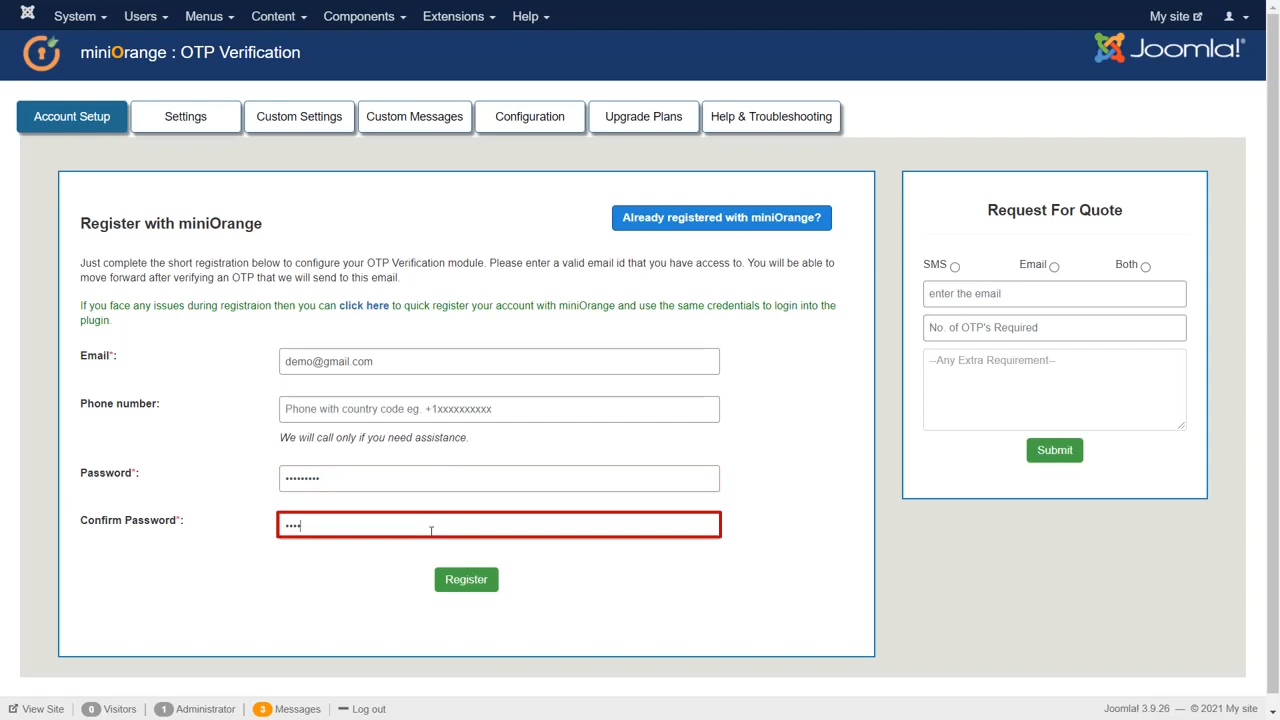 System Users Menus Content Components Extensions Help My site
miniOrange : OTP Verification Joomla!®
Account Setup Settings Custom Settings Custom Messages Configuration Upgrade Plans Help & Troubleshooting
Register with miniOrange
Already registered with miniOrange?
Just complete the short registration below to configure your OTP Verification module. Please enter a valid email id that you have access to. You will be able to
move forward after verifying an OTP that we will send to this email.
If you face any issues during registraion then you can click here to quick register your account with miniOrange and use the same credentials to login into the
plugin.
Email*:
demo@gmail.com
Phone number:
Phone with country code eg. +1xxxxxxxxxx
We will call only if you need assistance.
Password*:
•••••••••
Confirm Password*:
••••
Register
Request For Quote
SMS Email Both
enter the email
No. of OTP's Required
--Any Extra Requirement--
Submit
View Site 0 Visitors 1 Administrator 3 Messages Log out Joomla! 3.9.26 — © 2021 My site